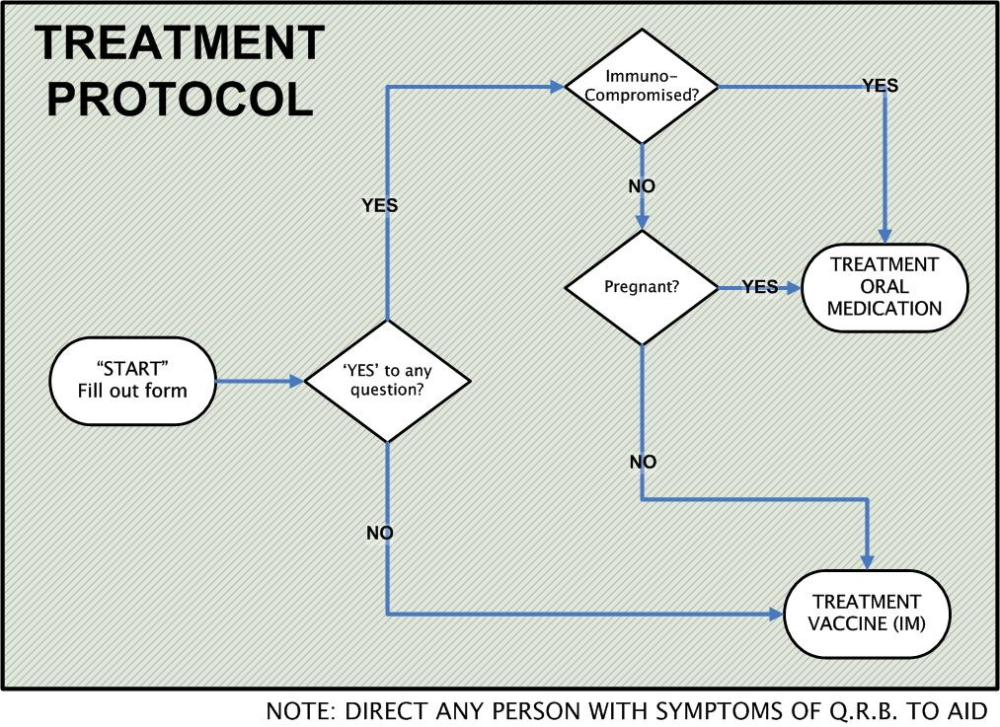 TREATMENT
PROTOCOL
Immuno-
Compromised?
YES
NO
YES
Pregnant?
YES
TREATMENT
ORAL
MEDICATION
“START”
Fill out form
‘YES’ to any
question?
NO
NO
TREATMENT
VACCINE (IM)
NOTE: DIRECT ANY PERSON WITH SYMPTOMS OF Q.R.B. TO AID